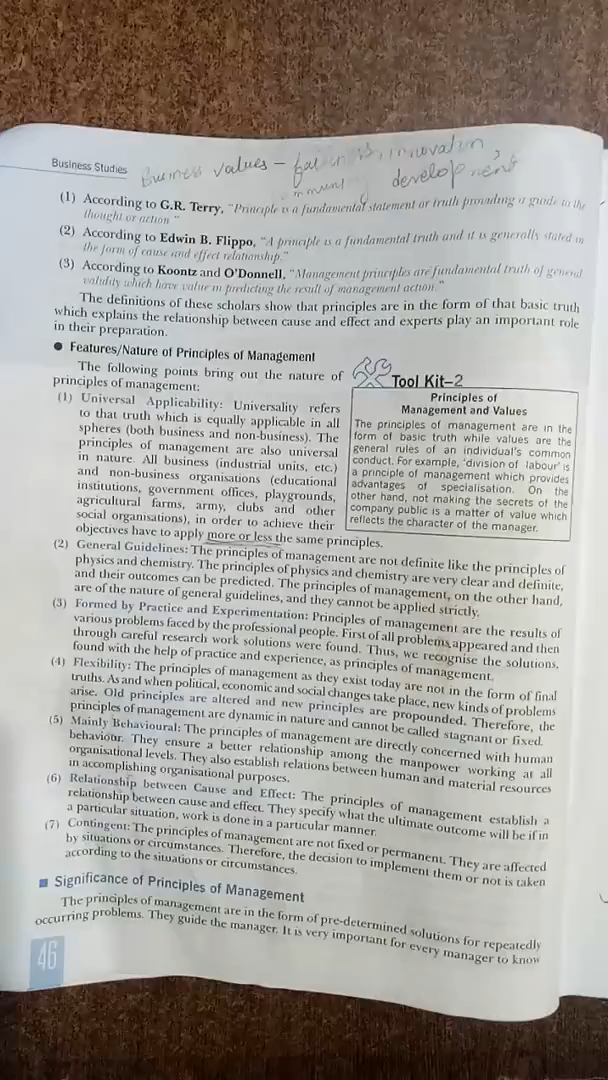 Business Studies
Business values – fairness, innovation,
community development
(1) According to G.R. Terry, "Principle is a fundamental statement or truth providing a guide to the
thought or action "
(2) According to Edwin B. Flippo, "A principle is a fundamental truth and it is generally stated in
the form of cause and effect relationship."
(3) According to Koontz and O'Donnell, "Management principles are fundamental truth of general
validity which have value in predicting the result of management action."
The definitions of these scholars show that principles are in the form of that basic truth
which explains the relationship between cause and effect and experts play an important role
in their preparation.
● Features/Nature of Principles of Management
The following points bring out the nature of
principles of management:
(1) Universal Applicability: Universality refers
to that truth which is equally applicable in all
spheres (both business and non-business). The
principles of management are also universal
in nature. All business (industrial units, etc.)
and non-business organisations (educational
institutions, government offices, playgrounds,
agricultural farms, army, clubs and other
social organisations), in order to achieve their
objectives have to apply more or less the same principles.
Tool Kit–2
Principles of
Management and Values
The principles of management are in the
form of basic truth while values are the
general rules of an individual's common
conduct. For example, 'division of labour' is
a principle of management which provides
advantages of specialisation. On the
other hand, not making the secrets of the
company public is a matter of value which
reflects the character of the manager.
(2) General Guidelines: The principles of management are not definite like the principles of
physics and chemistry. The principles of physics and chemistry are very clear and definite,
and their outcomes can be predicted. The principles of management, on the other hand,
are of the nature of general guidelines, and they cannot be applied strictly.
(3) Formed by Practice and Experimentation: Principles of management are the results of
various problems faced by the professional people. First of all problems appeared and then
through careful research work solutions were found. Thus, we recognise the solutions,
found with the help of practice and experience, as principles of management.
(4) Flexibility: The principles of management as they exist today are not in the form of final
truths. As and when political, economic and social changes take place, new kinds of problems
arise. Old principles are altered and new principles are propounded. Therefore, the
principles of management are dynamic in nature and cannot be called stagnant or fixed.
(5) Mainly Behavioural: The principles of management are directly concerned with human
behaviour. They ensure a better relationship among the manpower working at all
organisational levels. They also establish relations between human and material resources
in accomplishing organisational purposes.
(6) Relationship between Cause and Effect: The principles of management establish a
relationship between cause and effect. They specify what the ultimate outcome will be if in
a particular situation, work is done in a particular manner.
(7) Contingent: The principles of management are not fixed or permanent. They are affected
by situations or circumstances. Therefore, the decision to implement them or not is taken
according to the situations or circumstances.
■ Significance of Principles of Management
The principles of management are in the form of pre-determined solutions for repeatedly
occurring problems. They guide the manager. It is very important for every manager to know
46